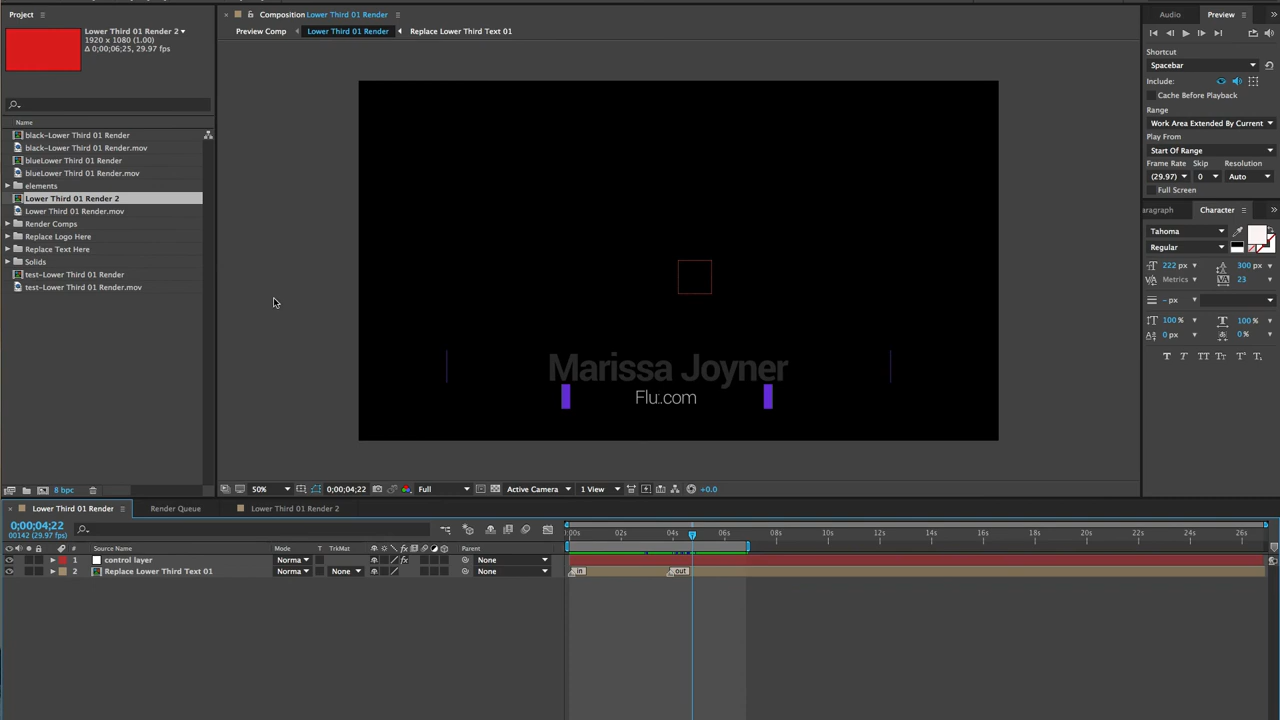 Project
Lower Third 01 Render 2
1920 x 1080 (1.00)
Δ 0;00;06;25, 29.97 fps
Name
black-Lower Third 01 Render
black-Lower Third 01 Render.mov
blueLower Third 01 Render
blueLower Third 01 Render.mov
elements
Lower Third 01 Render 2
Lower Third 01 Render.mov
Render Comps
Replace Logo Here
Replace Text Here
Solids
test-Lower Third 01 Render
test-Lower Third 01 Render.mov
8 bpc
Composition Lower Third 01 Render
Preview Comp Lower Third 01 Render Replace Lower Third Text 01
Marissa Joyner
Flu.com
50% 0;00;04;22 Full Active Camera 1 View +0.0
Audio Preview
Shortcut
Spacebar
Include:
Cache Before Playback
Range
Work Area Extended By Current
Play From
Start Of Range
Frame Rate Skip Resolution
(29.97) 0 Auto
Full Screen
aragraph Character
Tahoma
Regular
222 px 300 px
Metrics 23
- px
100 % 100 %
0 px 0 %
Lower Third 01 Render Render Queue Lower Third 01 Render 2
0;00;04;22
00142 (29.97 fps)
:00s 02s 04s 06s 08s 10s 12s 14s 16s 18s 20s 22s 24s 26s
# Source Name Mode T TrkMat Parent
1 control layer Norma None
2 Replace Lower Third Text 01 Norma None None
in out